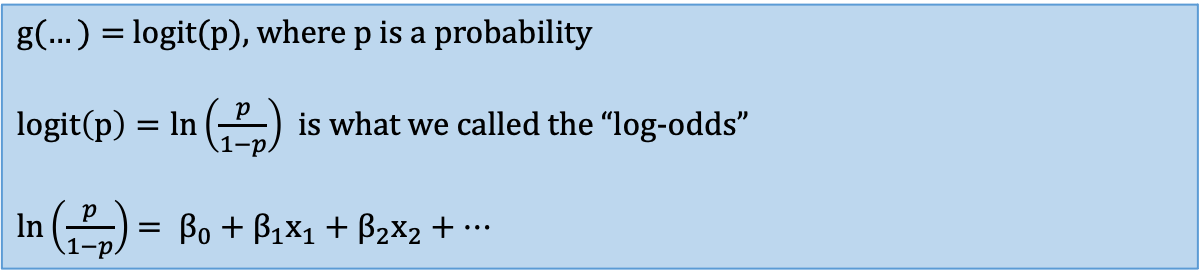 g(… ) = logit(p), where p is a probability
logit(p) = ln(p/1−p) is what we called the “log-odds”
ln(p/1−p) = β₀ + β₁x₁ + β₂x₂ + ⋯